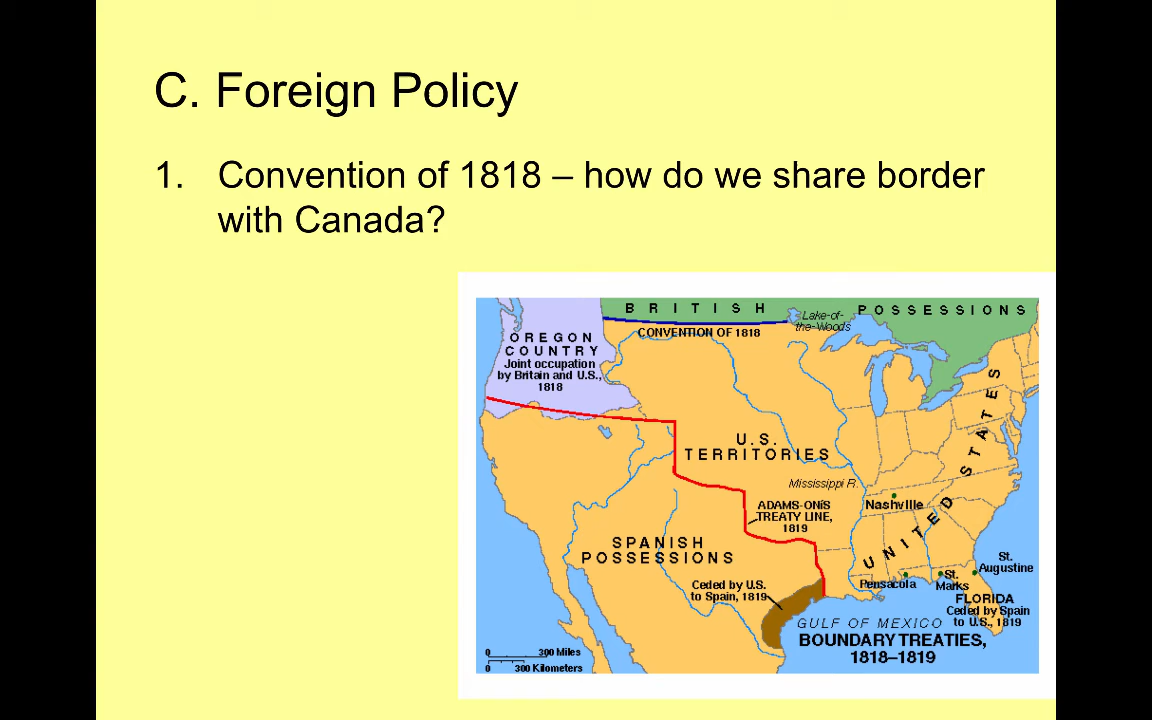 C. Foreign Policy
1. Convention of 1818 – how do we share border
with Canada?
BRITISH POSSESSIONS
Lake-of-
the-Woods
CONVENTION OF 1818
OREGON
COUNTRY
Joint occupation
by Britain and U.S.,
1818
U.S.
TERRITORIES
UNITED STATES
Mississippi R.
Nashville
ADAMS-ONÍS
TREATY LINE,
1819
SPANISH
POSSESSIONS
St.
Augustine
Pensacola
St.
Marks
Ceded by U.S.
to Spain, 1819
FLORIDA
Ceded by Spain
to U.S., 1819
GULF OF MEXICO
BOUNDARY TREATIES,
1818–1819
0 300 Miles
0 300 Kilometers